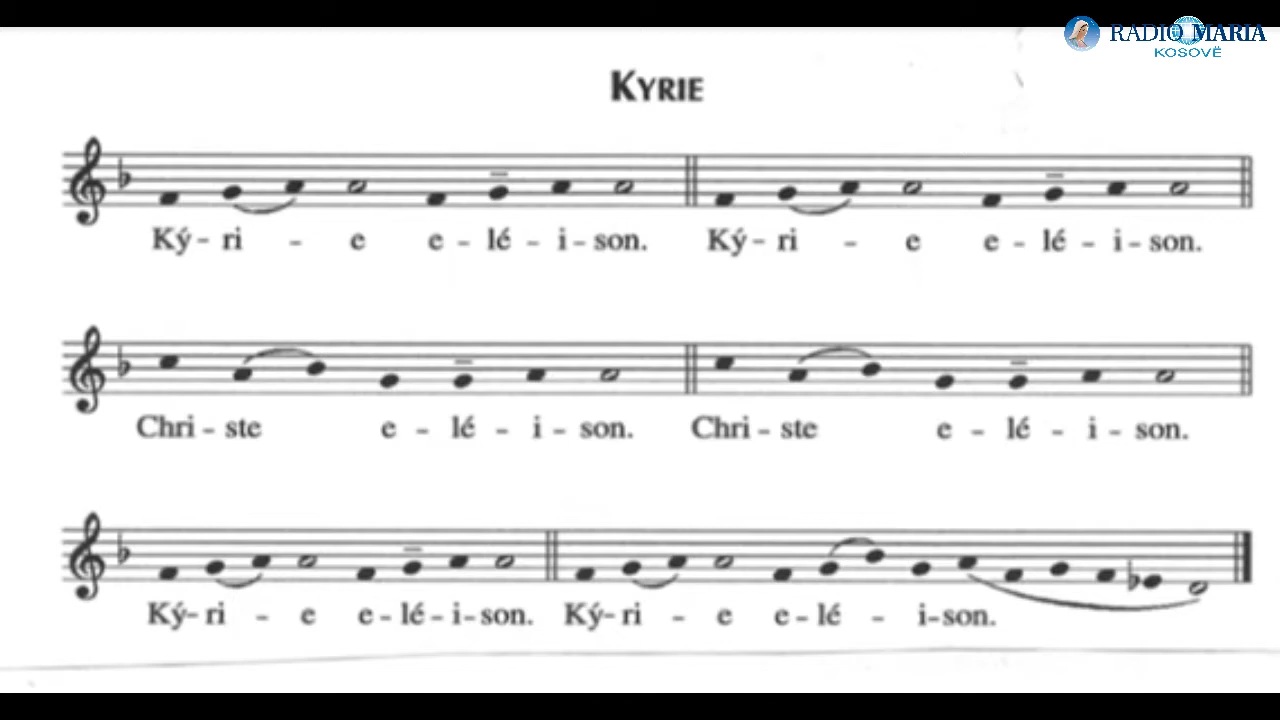 RADIO MARIA
KOSOVË
KYRIE
Ký - ri - e e - lé - i - son. Ký - ri - e e - lé - i - son.
Chri - ste e - lé - i - son. Chri - ste e - lé - i - son.
Ký - ri - e e - lé - i - son. Ký - ri - e e - lé - i - son.